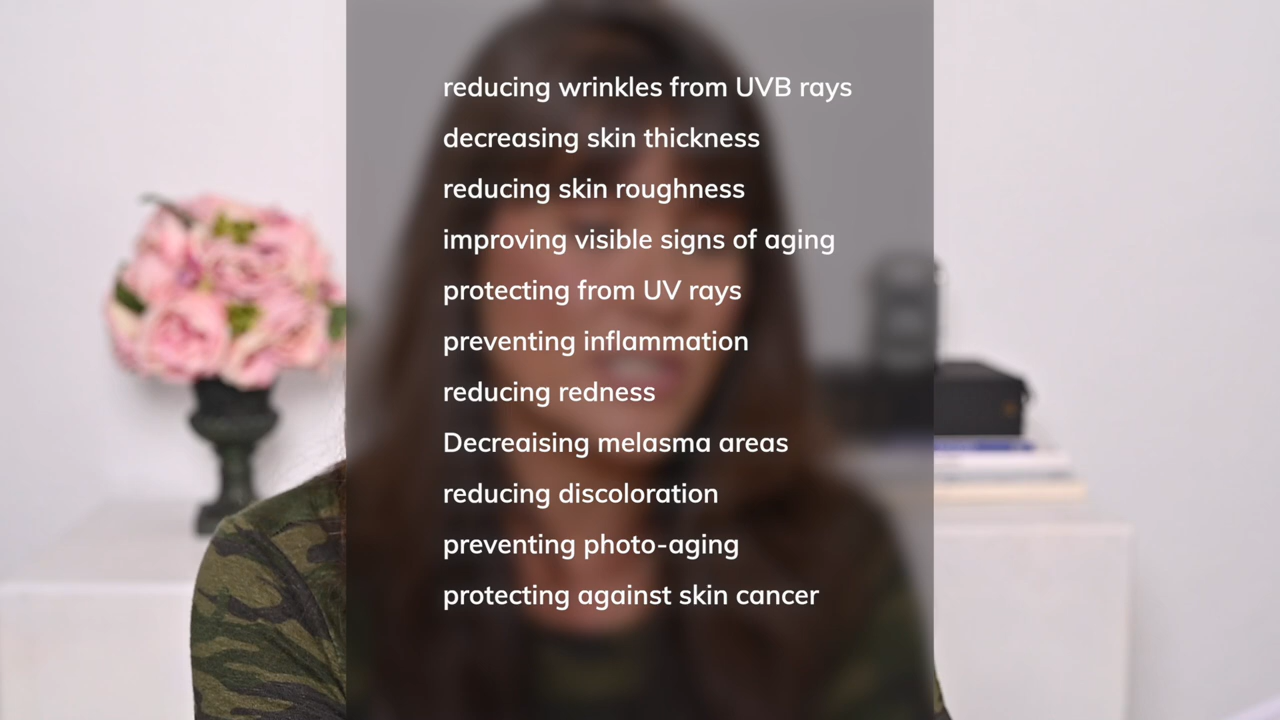 reducing wrinkles from UVB rays
decreasing skin thickness
reducing skin roughness
improving visible signs of aging
protecting from UV rays
preventing inflammation
reducing redness
Decreaising melasma areas
reducing discoloration
preventing photo-aging
protecting against skin cancer